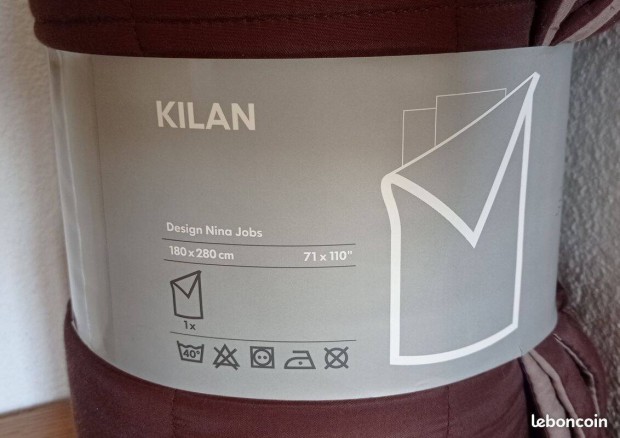 KILAN
Design Nina Jobs
180 x 280 cm 71 x 110"
1x
40°
leboncoin